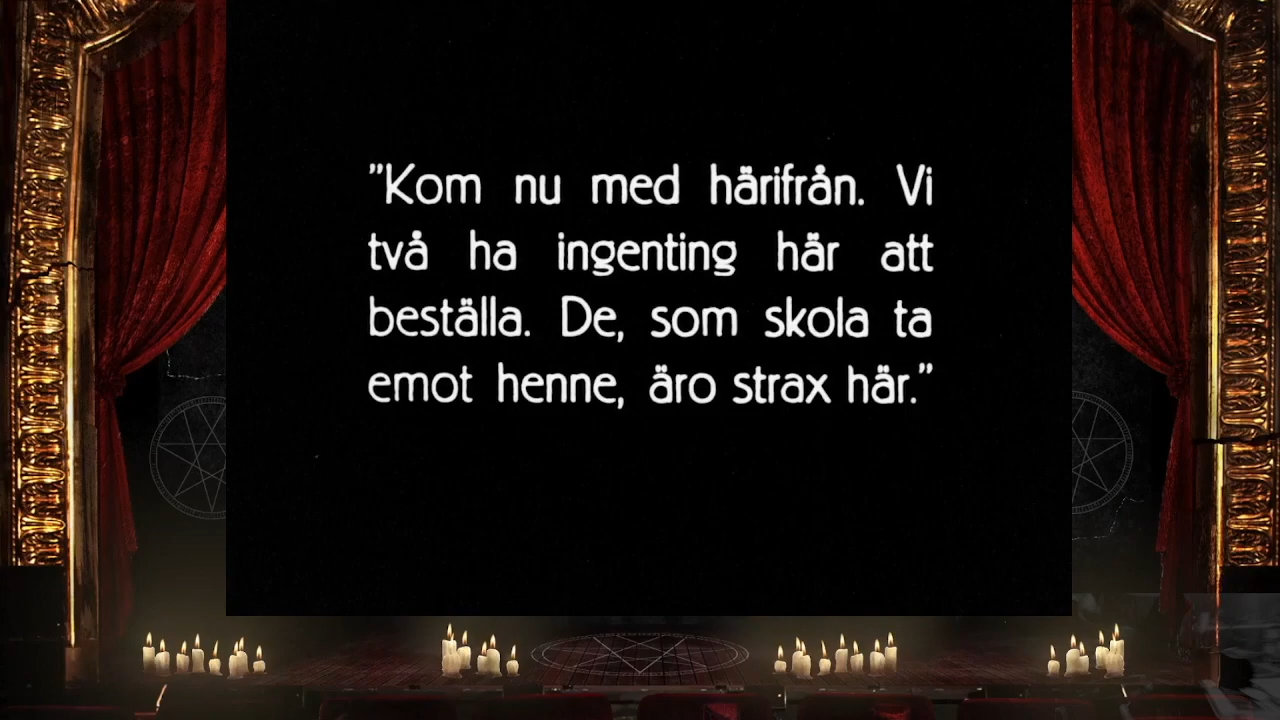 ”Kom nu med härifrån. Vi
två ha ingenting här att
beställa. De, som skola ta
emot henne, äro strax här.”